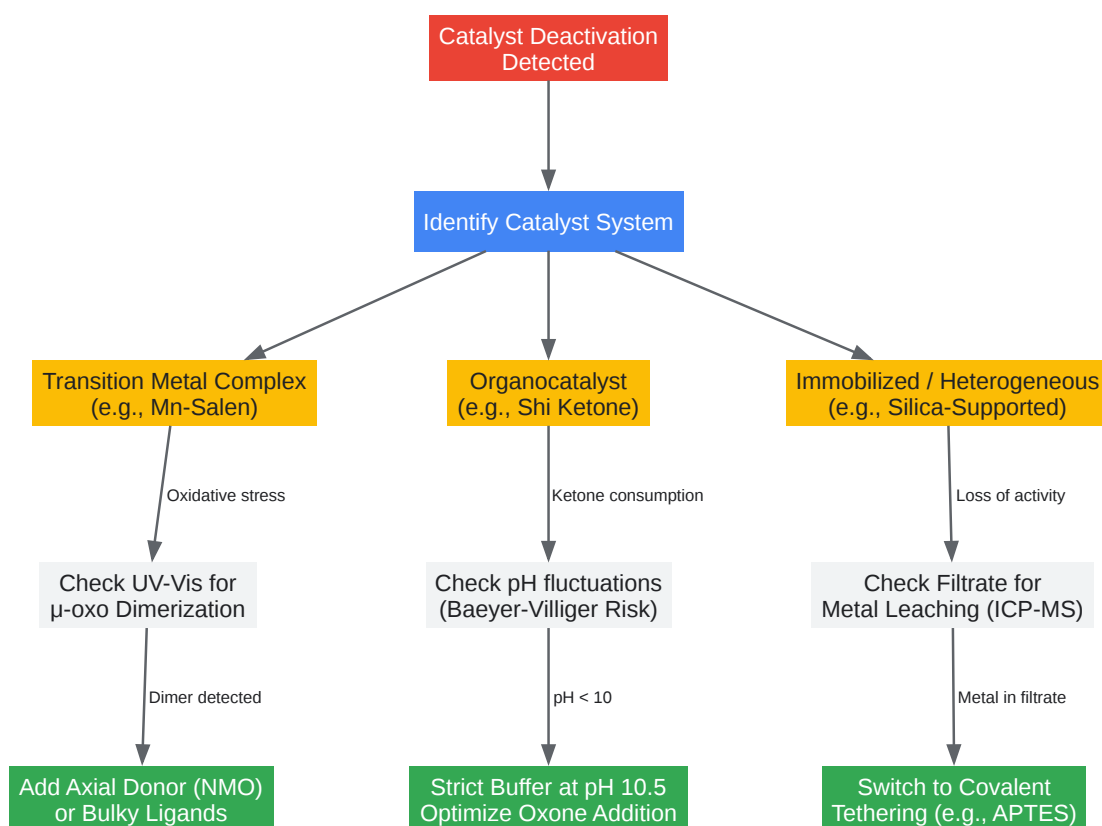 Catalyst Deactivation
Detected
Identify Catalyst System
Transition Metal Complex
(e.g., Mn-Salen)
Organocatalyst
(e.g., Shi Ketone)
Immobilized / Heterogeneous
(e.g., Silica-Supported)
Oxidative stress
Ketone consumption
Loss of activity
Check UV-Vis for
μ-oxo Dimerization
Check pH fluctuations
(Baeyer-Villiger Risk)
Check Filtrate for
Metal Leaching (ICP-MS)
Dimer detected
pH < 10
Metal in filtrate
Add Axial Donor (NMO)
or Bulky Ligands
Strict Buffer at pH 10.5
Optimize Oxone Addition
Switch to Covalent
Tethering (e.g., APTES)